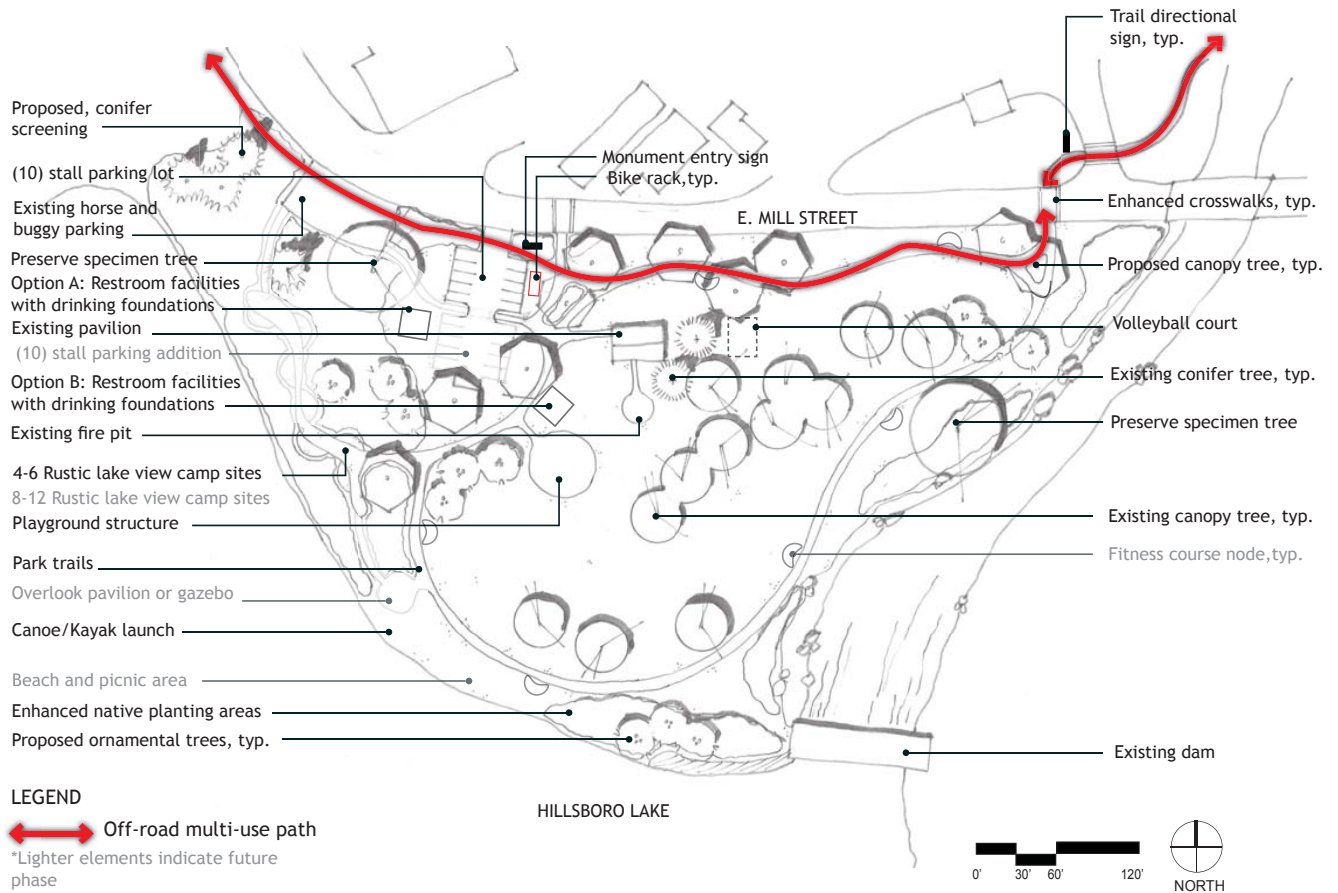 Trail directional
sign, typ.
Proposed, conifer
screening
(10) stall parking lot
Existing horse and
buggy parking
Preserve specimen tree
Option A: Restroom facilities
with drinking foundations
Existing pavilion
(10) stall parking addition
Option B: Restroom facilities
with drinking foundations
Existing fire pit
4-6 Rustic lake view camp sites
8-12 Rustic lake view camp sites
Playground structure
Park trails
Overlook pavilion or gazebo
Canoe/Kayak launch
Beach and picnic area
Enhanced native planting areas
Proposed ornamental trees, typ.
Monument entry sign
Bike rack,typ.
E. MILL STREET
Enhanced crosswalks, typ.
Proposed canopy tree, typ.
Volleyball court
Existing conifer tree, typ.
Preserve specimen tree
Existing canopy tree, typ.
Fitness course node,typ.
Existing dam
HILLSBORO LAKE
LEGEND
Off-road multi-use path
*Lighter elements indicate future
phase
0' 30' 60' 120'
NORTH